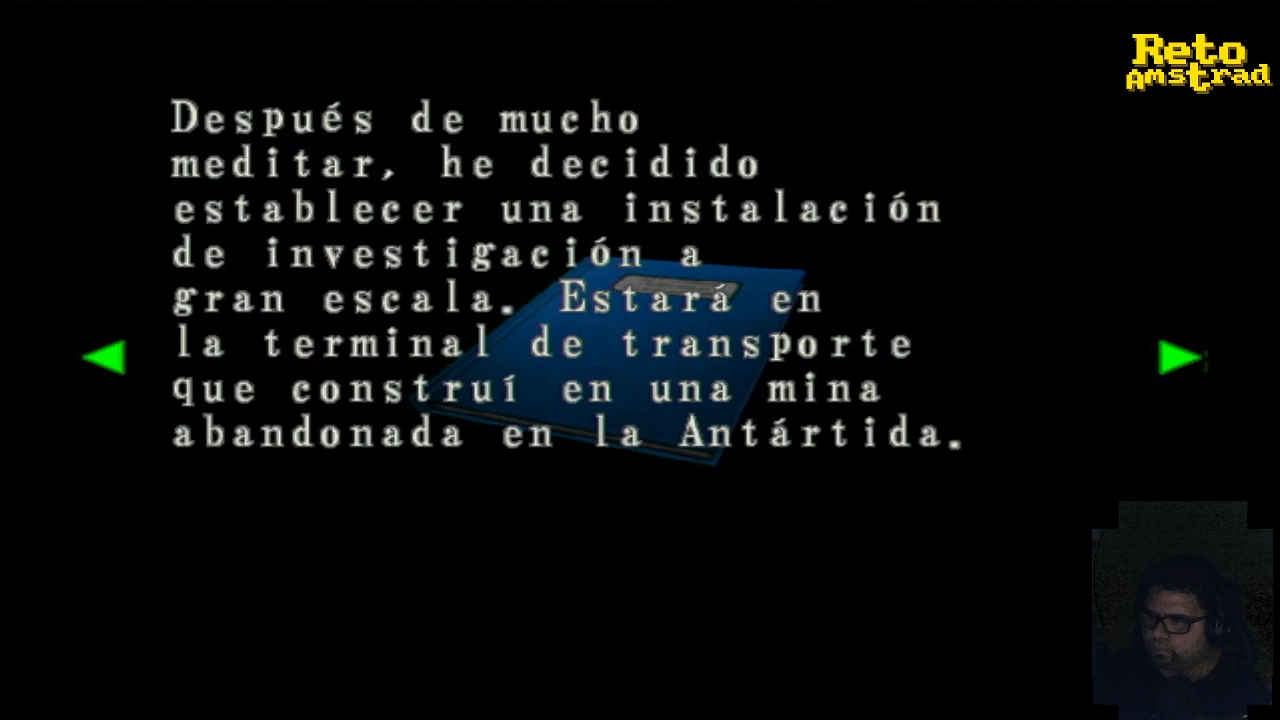 Reto
Amstrad
Después de mucho
meditar, he decidido
establecer una instalación
de investigación a
gran escala. Estará en
la terminal de transporte
que construí en una mina
abandonada en la Antártida.